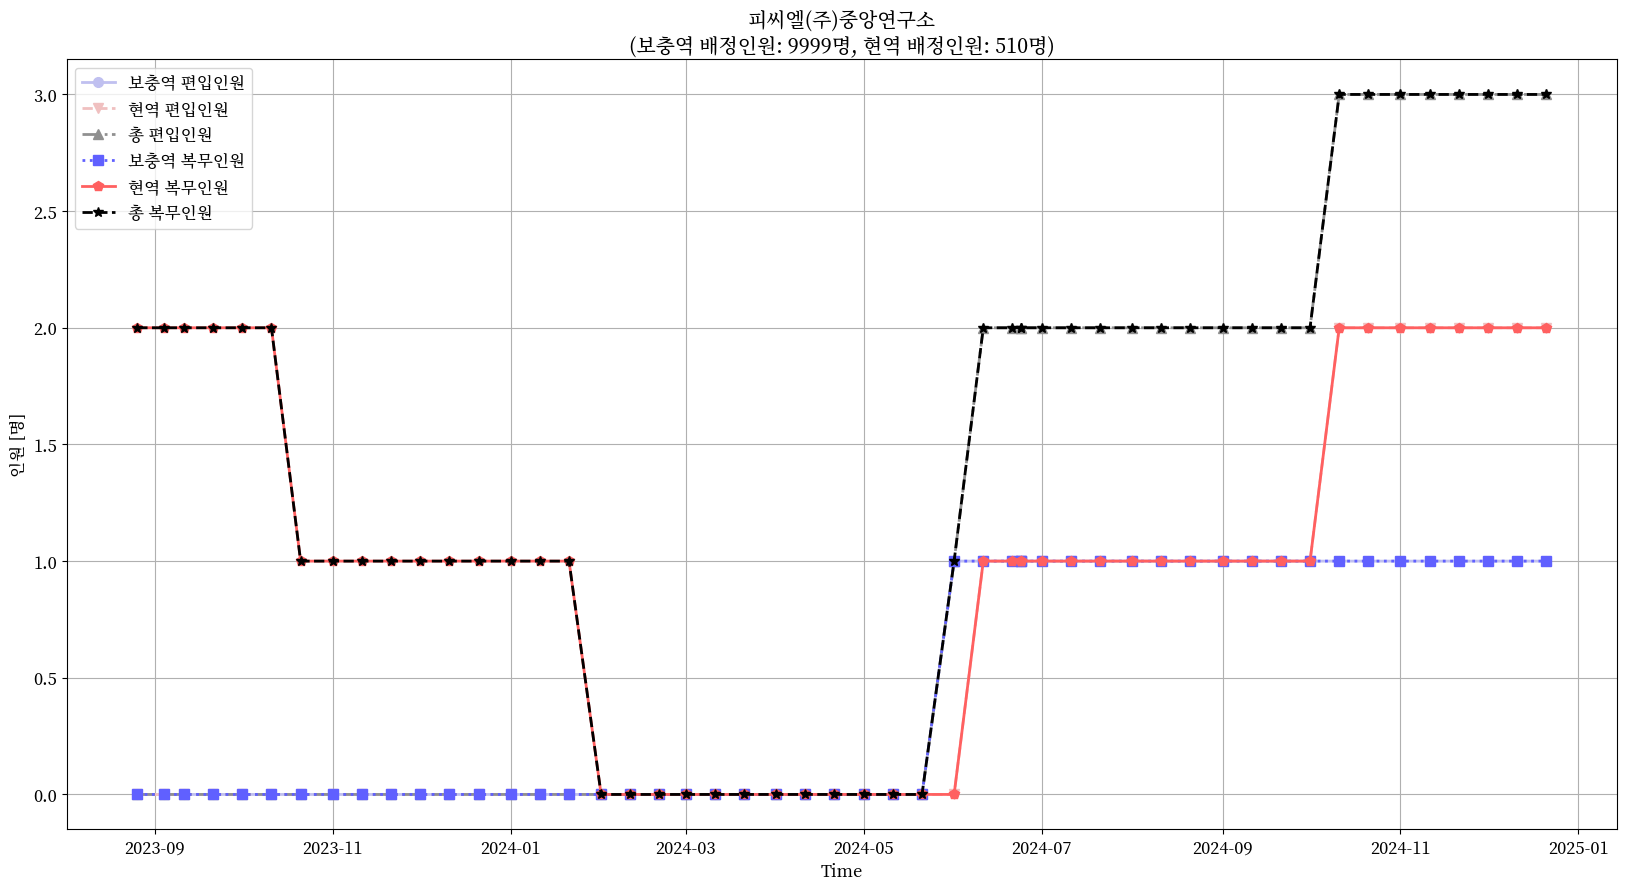 피씨엘(주)중앙연구소
(보충역 배정인원: 9999명, 현역 배정인원: 510명)
보충역 편입인원
현역 편입인원
총 편입인원
보충역 복무인원
현역 복무인원
총 복무인원
3.0
2.5
2.0
1.5
1.0
0.5
0.0
인원 [명]
2023-09
2023-11
2024-01
2024-03
2024-05
2024-07
2024-09
2024-11
2025-01
Time